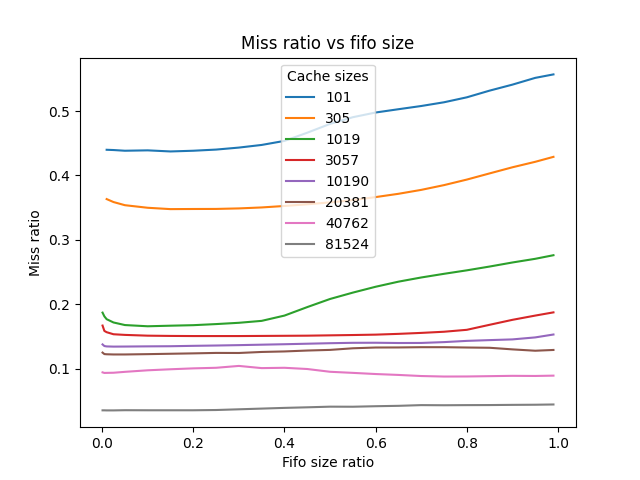 Miss ratio vs fifo size
Cache sizes
101
305
1019
3057
10190
20381
40762
81524
0.5
0.4
0.3
0.2
0.1
Miss ratio
0.0 0.2 0.4 0.6 0.8 1.0
Fifo size ratio